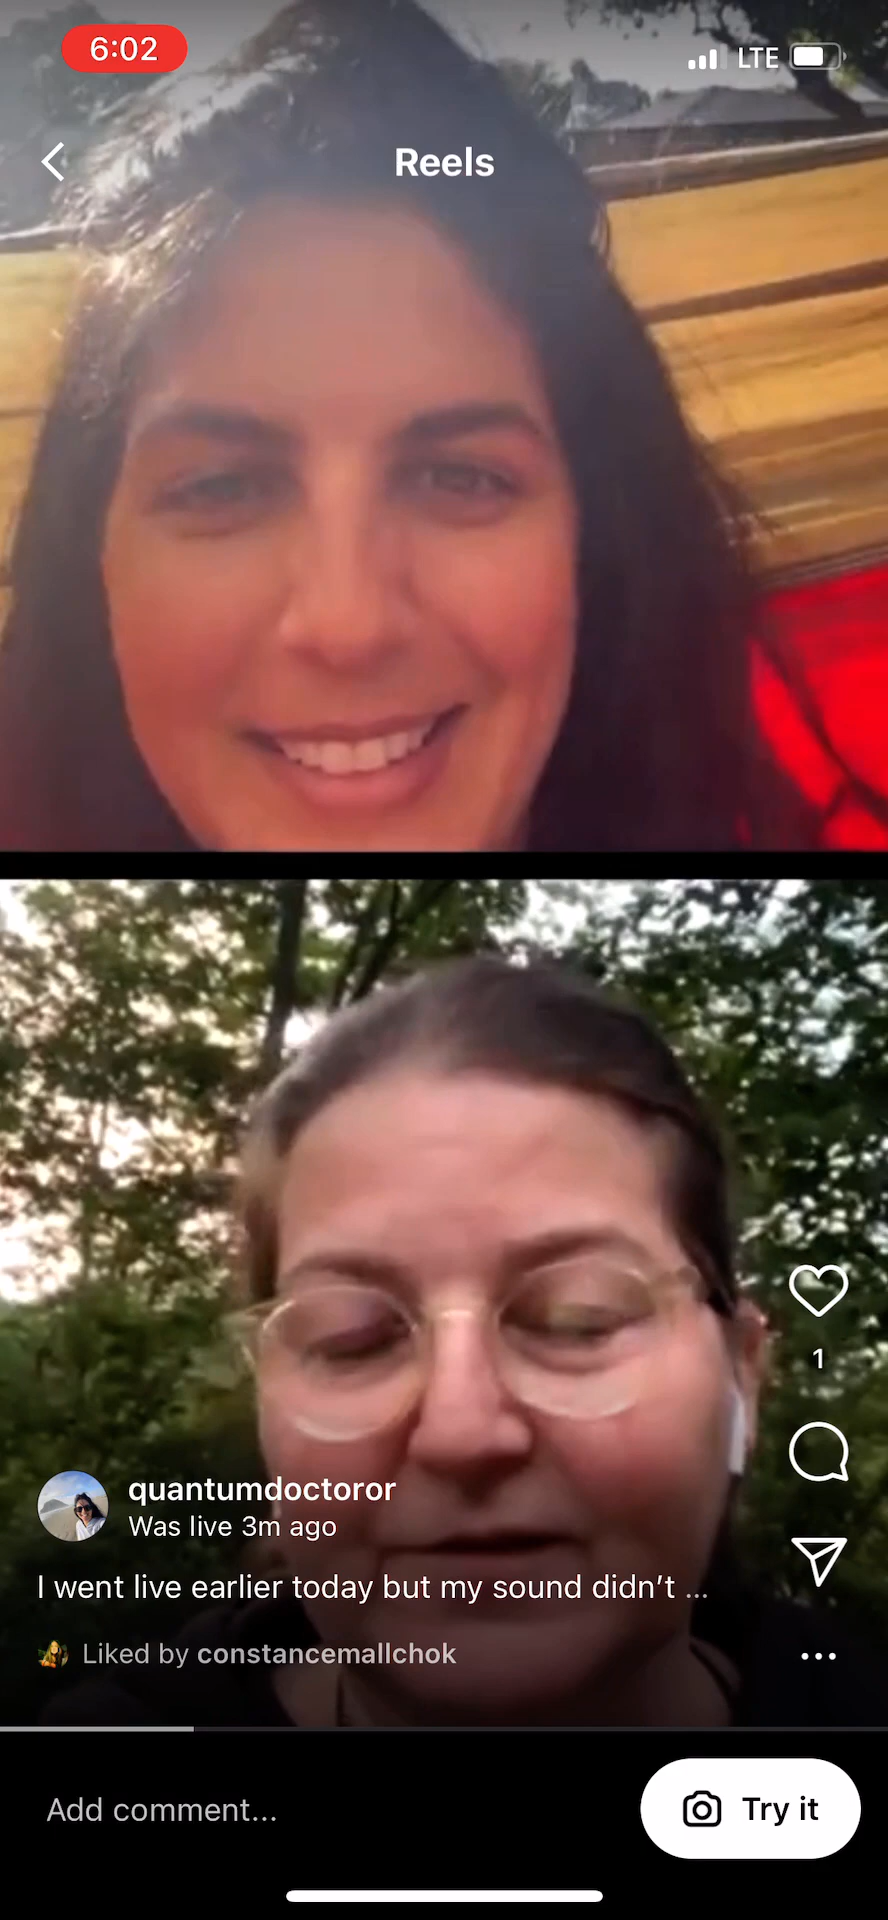 6:02
LTE
Reels
1
quantumdoctoror
Was live 3m ago
I went live earlier today but my sound didn’t ...
Liked by constancemallchok
Add comment...
Try it